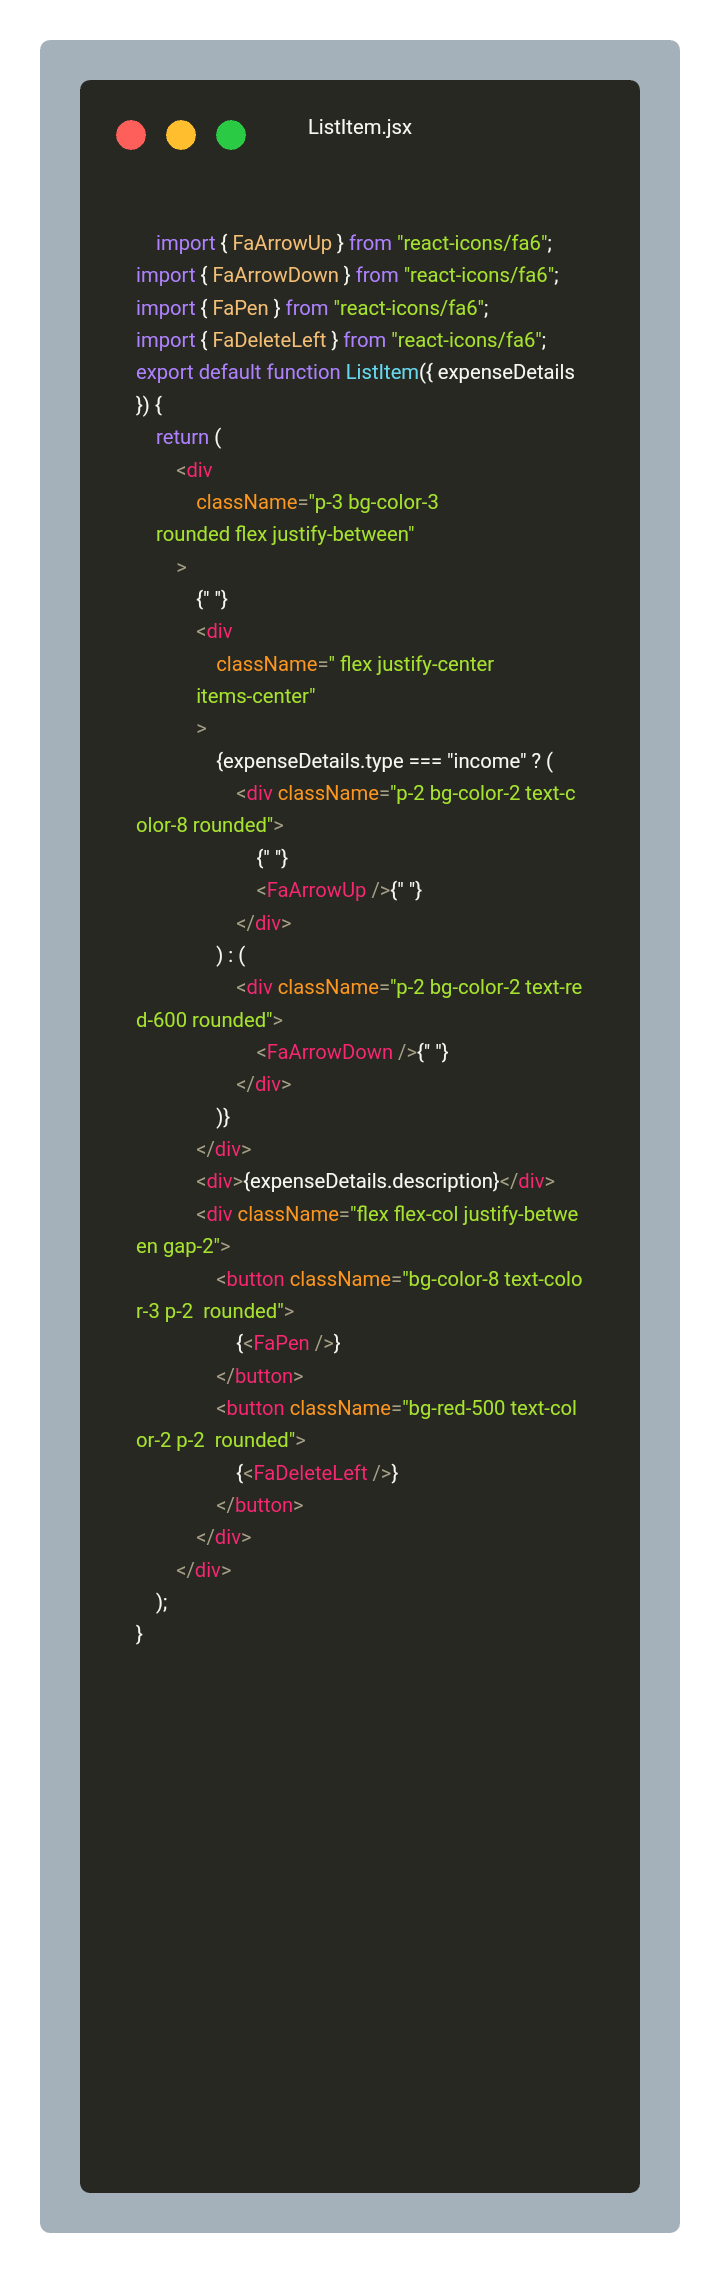 ListItem.jsx
import { FaArrowUp } from "react-icons/fa6";
import { FaArrowDown } from "react-icons/fa6";
import { FaPen } from "react-icons/fa6";
import { FaDeleteLeft } from "react-icons/fa6";
export default function ListItem({ expenseDetails
}) {
return (
<div
className="p-3 bg-color-3
rounded flex justify-between"
>
{" "}
<div
className=" flex justify-center
items-center"
>
{expenseDetails.type === "income" ? (
<div className="p-2 bg-color-2 text-c
olor-8 rounded">
{" "}
<FaArrowUp />{" "}
</div>
) : (
<div className="p-2 bg-color-2 text-re
d-600 rounded">
<FaArrowDown />{" "}
</div>
)}
</div>
<div>{expenseDetails.description}</div>
<div className="flex flex-col justify-betwe
en gap-2">
<button className="bg-color-8 text-colo
r-3 p-2  rounded">
{<FaPen />}
</button>
<button className="bg-red-500 text-col
or-2 p-2  rounded">
{<FaDeleteLeft />}
</button>
</div>
</div>
);
}